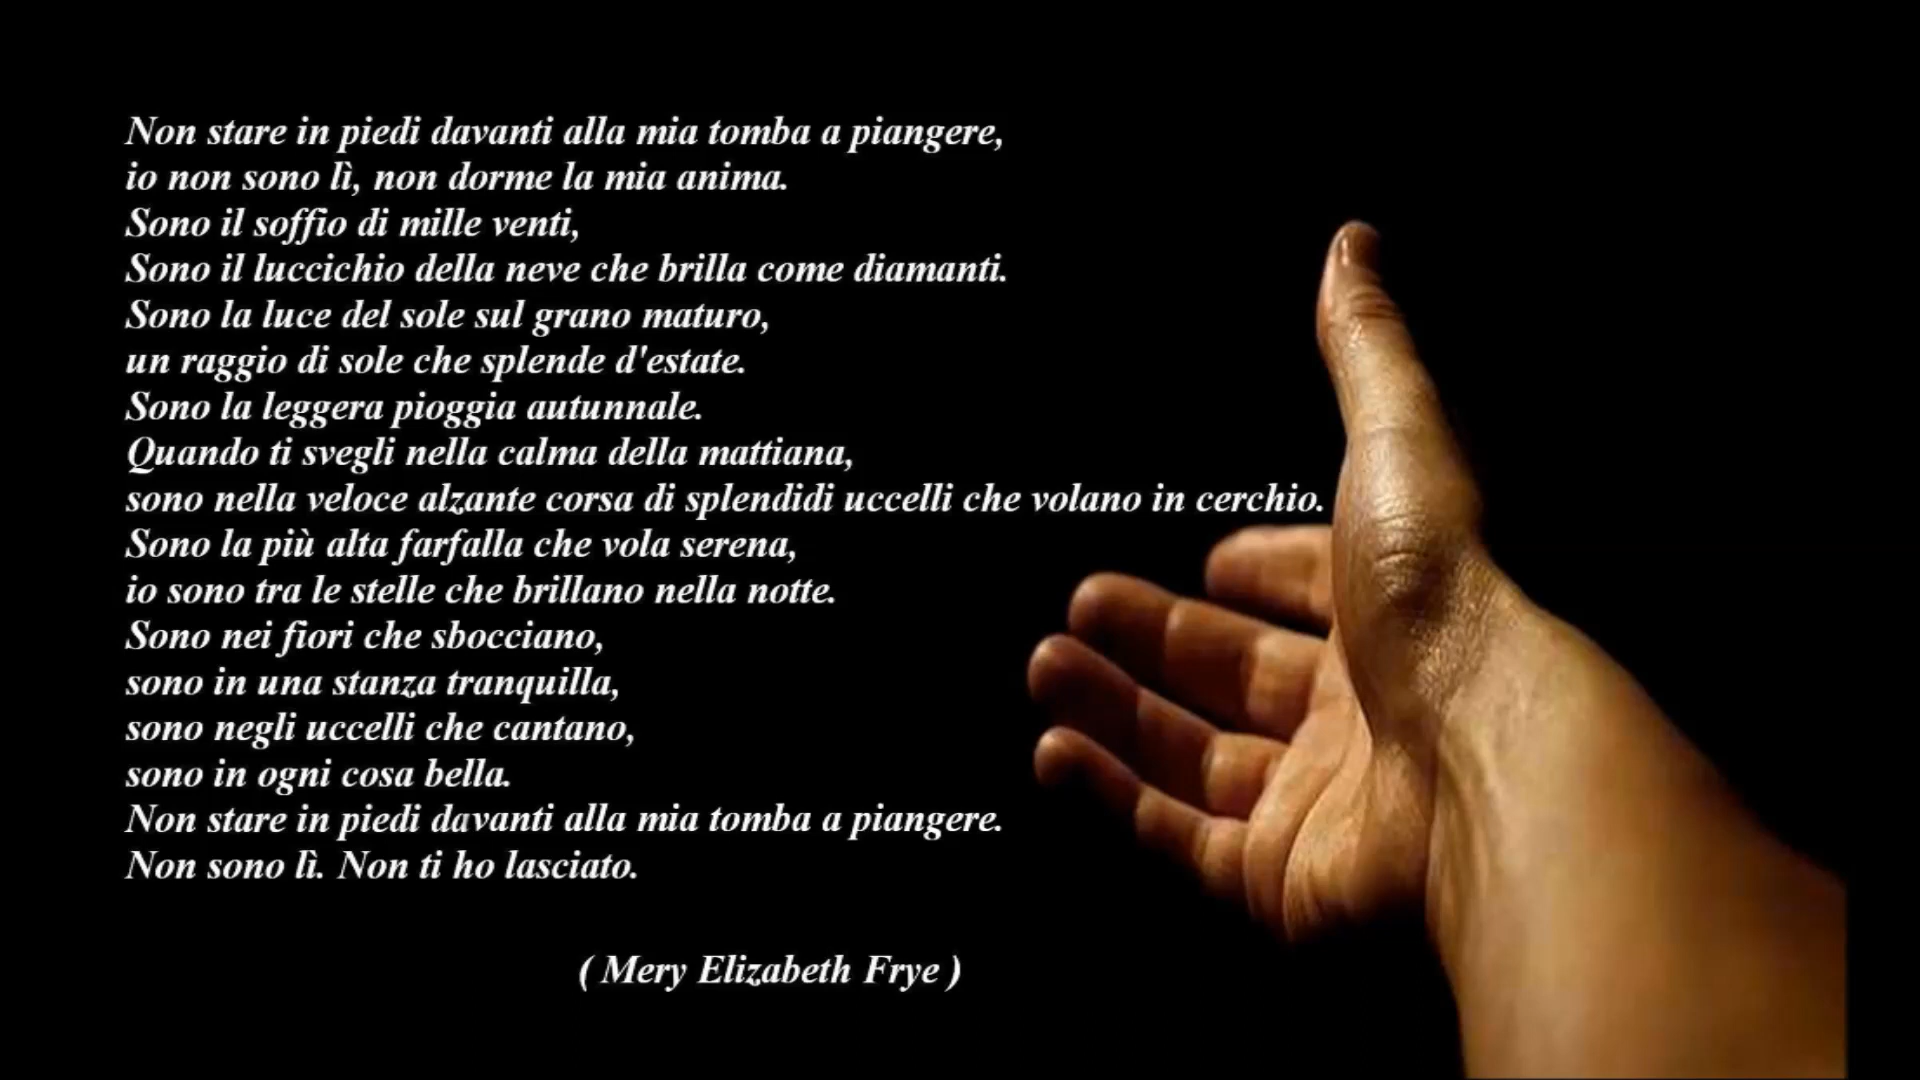 Non stare in piedi davanti alla mia tomba a piangere,
io non sono lì, non dorme la mia anima.
Sono il soffio di mille venti,
Sono il luccichio della neve che brilla come diamanti.
Sono la luce del sole sul grano maturo,
un raggio di sole che splende d'estate.
Sono la leggera pioggia autunnale.
Quando ti svegli nella calma della mattiana,
sono nella veloce alzante corsa di splendidi uccelli che volano in cerchio.
Sono la più alta farfalla che vola serena,
io sono tra le stelle che brillano nella notte.
Sono nei fiori che sbocciano,
sono in una stanza tranquilla,
sono negli uccelli che cantano,
sono in ogni cosa bella.
Non stare in piedi davanti alla mia tomba a piangere.
Non sono lì. Non ti ho lasciato.
( Mery Elizabeth Frye )